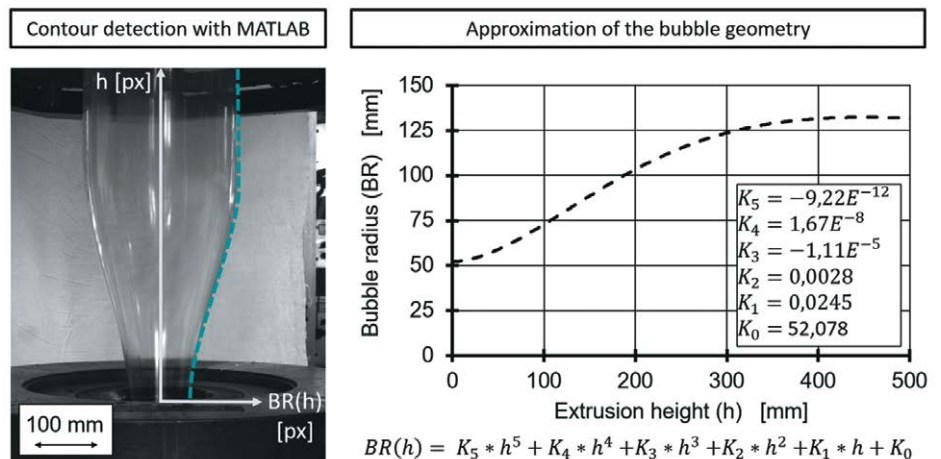 Contour detection with MATLAB
Approximation of the bubble geometry
h [px]
BR(h)
[px]
100 mm
Bubble radius (BR) [mm]
150
125
100
75
50
25
0
0 100 200 300 400 500
Extrusion height (h) [mm]
K₅ = −9,22E⁻¹²
K₄ = 1,67E⁻⁸
K₃ = −1,11E⁻⁵
K₂ = 0,0028
K₁ = 0,0245
K₀ = 52,078
BR(h) = K₅ * h⁵ + K₄ * h⁴ +K₃ * h³ +K₂ * h² +K₁ * h + K₀